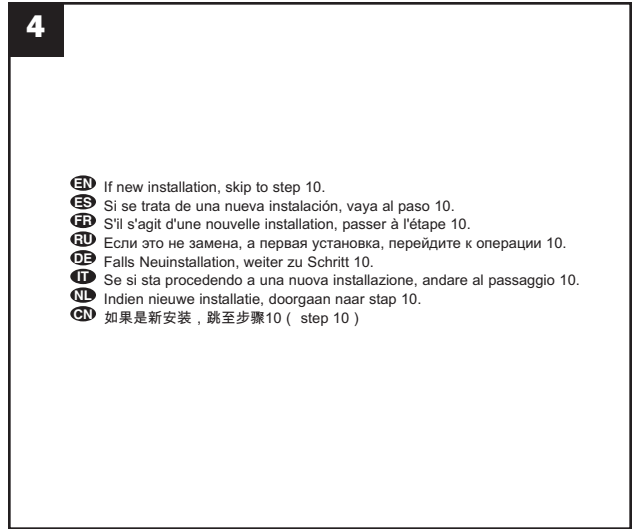 4
EN If new installation, skip to step 10.
ES Si se trata de una nueva instalación, vaya al paso 10.
FR S'il s'agit d'une nouvelle installation, passer à l'étape 10.
RU Если это не замена, а первая установка, перейдите к операции 10.
DE Falls Neuinstallation, weiter zu Schritt 10.
IT Se si sta procedendo a una nuova installazione, andare al passaggio 10.
NL Indien nieuwe installatie, doorgaan naar stap 10.
CN 如果是新安装，跳至步骤10 ( step 10 )